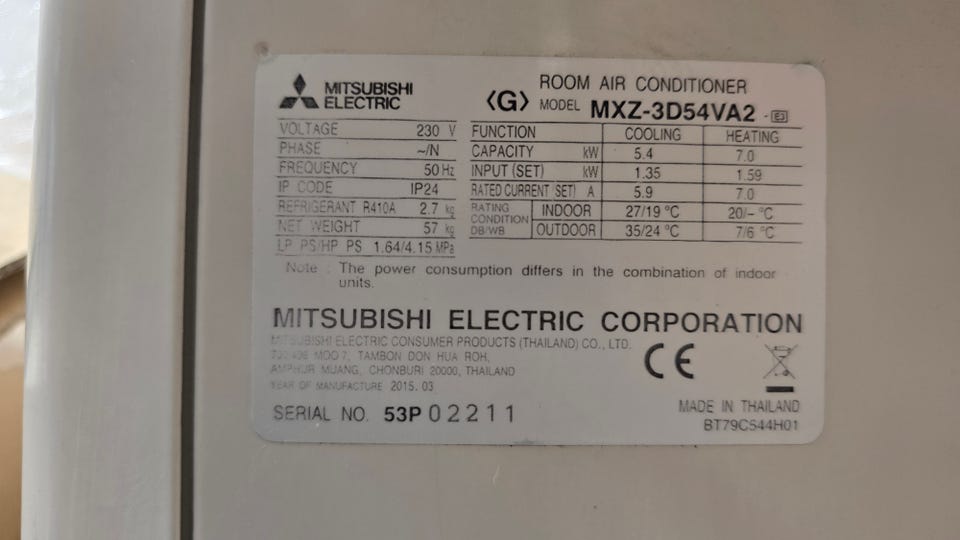 MITSUBISHI ELECTRIC
ROOM AIR CONDITIONER
⟨G⟩ MODEL MXZ-3D54VA2 - E3
VOLTAGE 230 V
PHASE ~/N
FREQUENCY 50 Hz
IP CODE IP24
REFRIGERANT R410A 2.7 kg
NET WEIGHT 57 kg
LP PS/HP PS 1.64/4.15 MPa
FUNCTION COOLING HEATING
CAPACITY kW 5.4 7.0
INPUT (SET) kW 1.35 1.59
RATED CURRENT (SET) A 5.9 7.0
RATING CONDITION DB/WB INDOOR 27/19 °C 20/- °C
OUTDOOR 35/24 °C 7/6 °C
Note : The power consumption differs in the combination of indoor
units.
MITSUBISHI ELECTRIC CORPORATION
MITSUBISHI ELECTRIC CONSUMER PRODUCTS (THAILAND) CO., LTD.
MOO 7, TAMBON DON HUA ROH,
AMPHUR MUANG, CHONBURI 20000, THAILAND
YEAR OF MANUFACTURE 2015. 03
SERIAL NO. 53P 02211
CE
MADE IN THAILAND
BT79C544H01